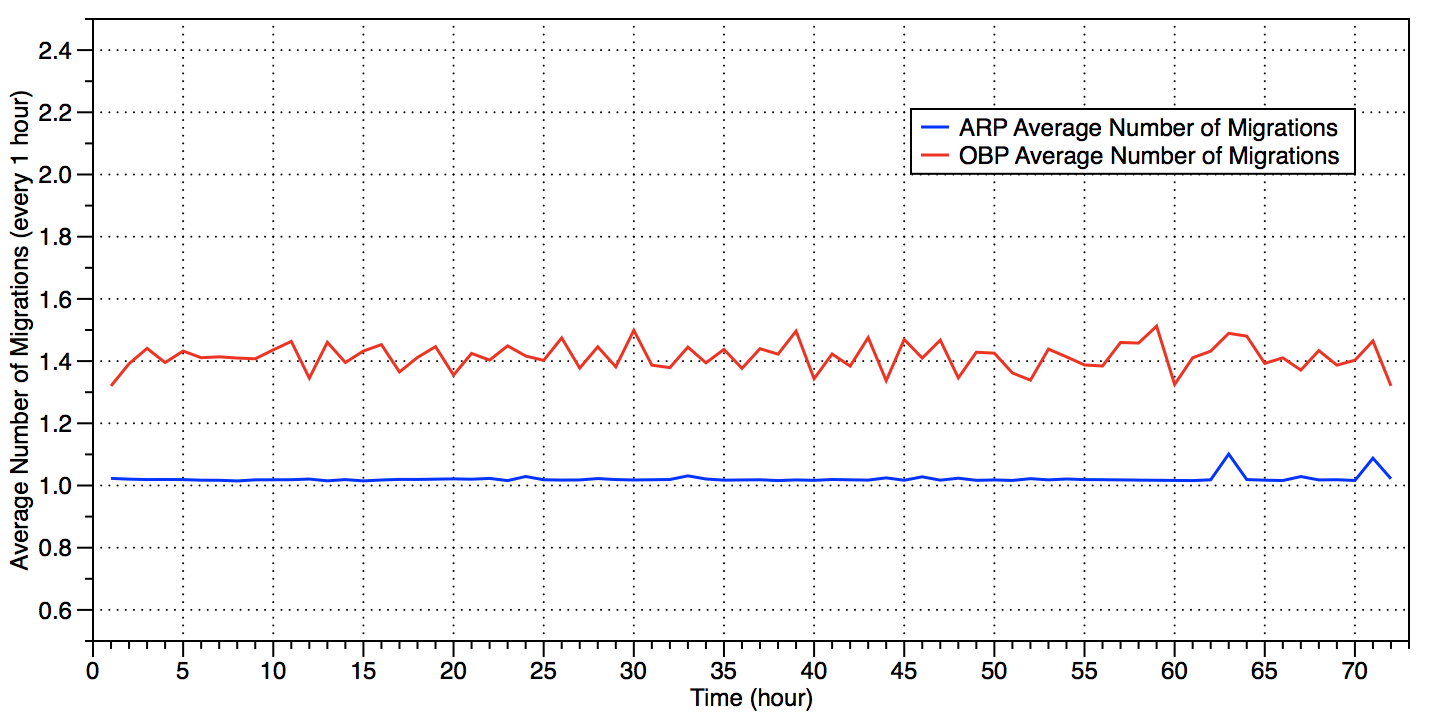 Average Number of Migrations (every 1 hour)
2.4
2.2
2.0
1.8
1.6
1.4
1.2
1.0
0.8
0.6
ARP Average Number of Migrations
OBP Average Number of Migrations
0 5 10 15 20 25 30 35 40 45 50 55 60 65 70
Time (hour)